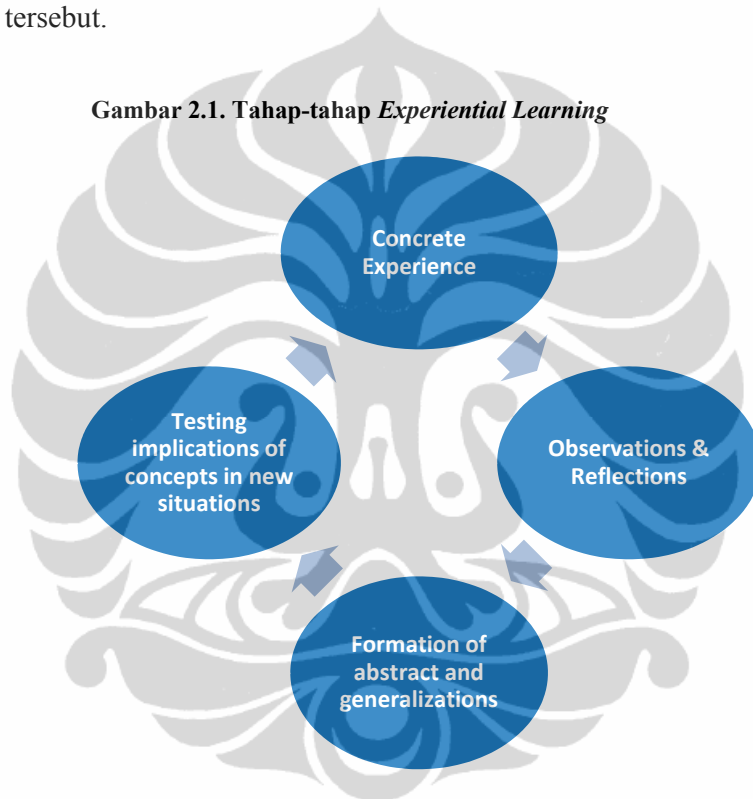 tersebut.
Gambar 2.1. Tahap-tahap Experiential Learning
Concrete
Experience
Testing
implications of
concepts in new
situations
Observations &
Reflections
Formation of
abstract and
generalizations